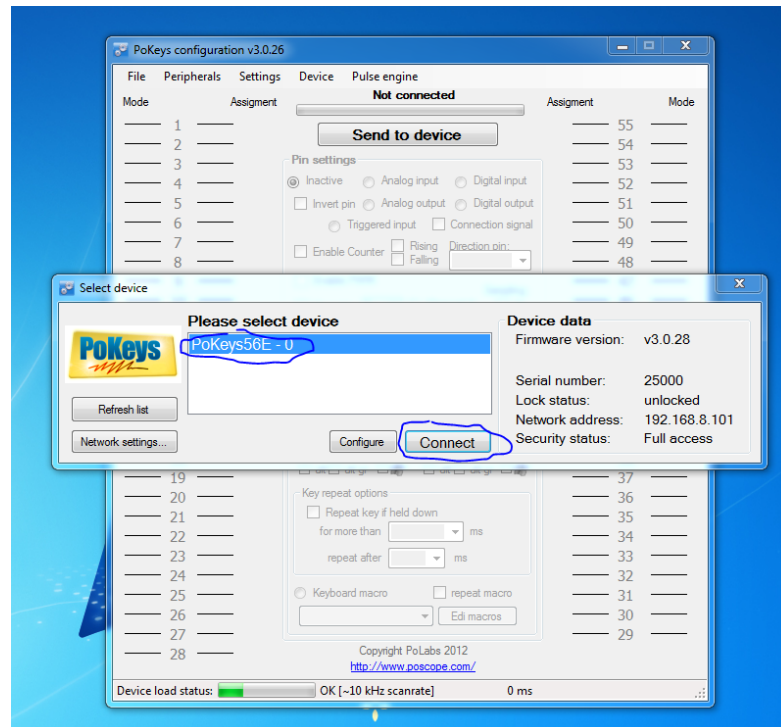 PoKeys configuration v3.0.26
File Peripherals Settings Device Pulse engine
Mode Assigment Not connected Assigment Mode
1 55
Send to device
2 54
Pin settings
3 53
Inactive Analog input Digital input
4 52
Invert pin Analog output Digital output
5 51
Triggered input Connection signal
6 50
Enable Counter Rising Direction pin:
7 49
Falling
8 48
Select device X
Please select device Device data
PoKeys PoKeys56E - 0 Firmware version: v3.0.28
Serial number: 25000
Refresh list Lock status: unlocked
Network address: 192.168.8.101
Network settings... Configure Connect Security status: Full access
19 37
Key repeat options
20 36
Repeat key if held down
21 35
for more than ms
22 34
repeat after ms
23 33
24 32
Keyboard macro repeat macro
25 31
Edi macros
26 30
27 29
Copyright PoLabs 2012
28
http://www.poscope.com/
Device load status: OK [~10 kHz scanrate] 0 ms